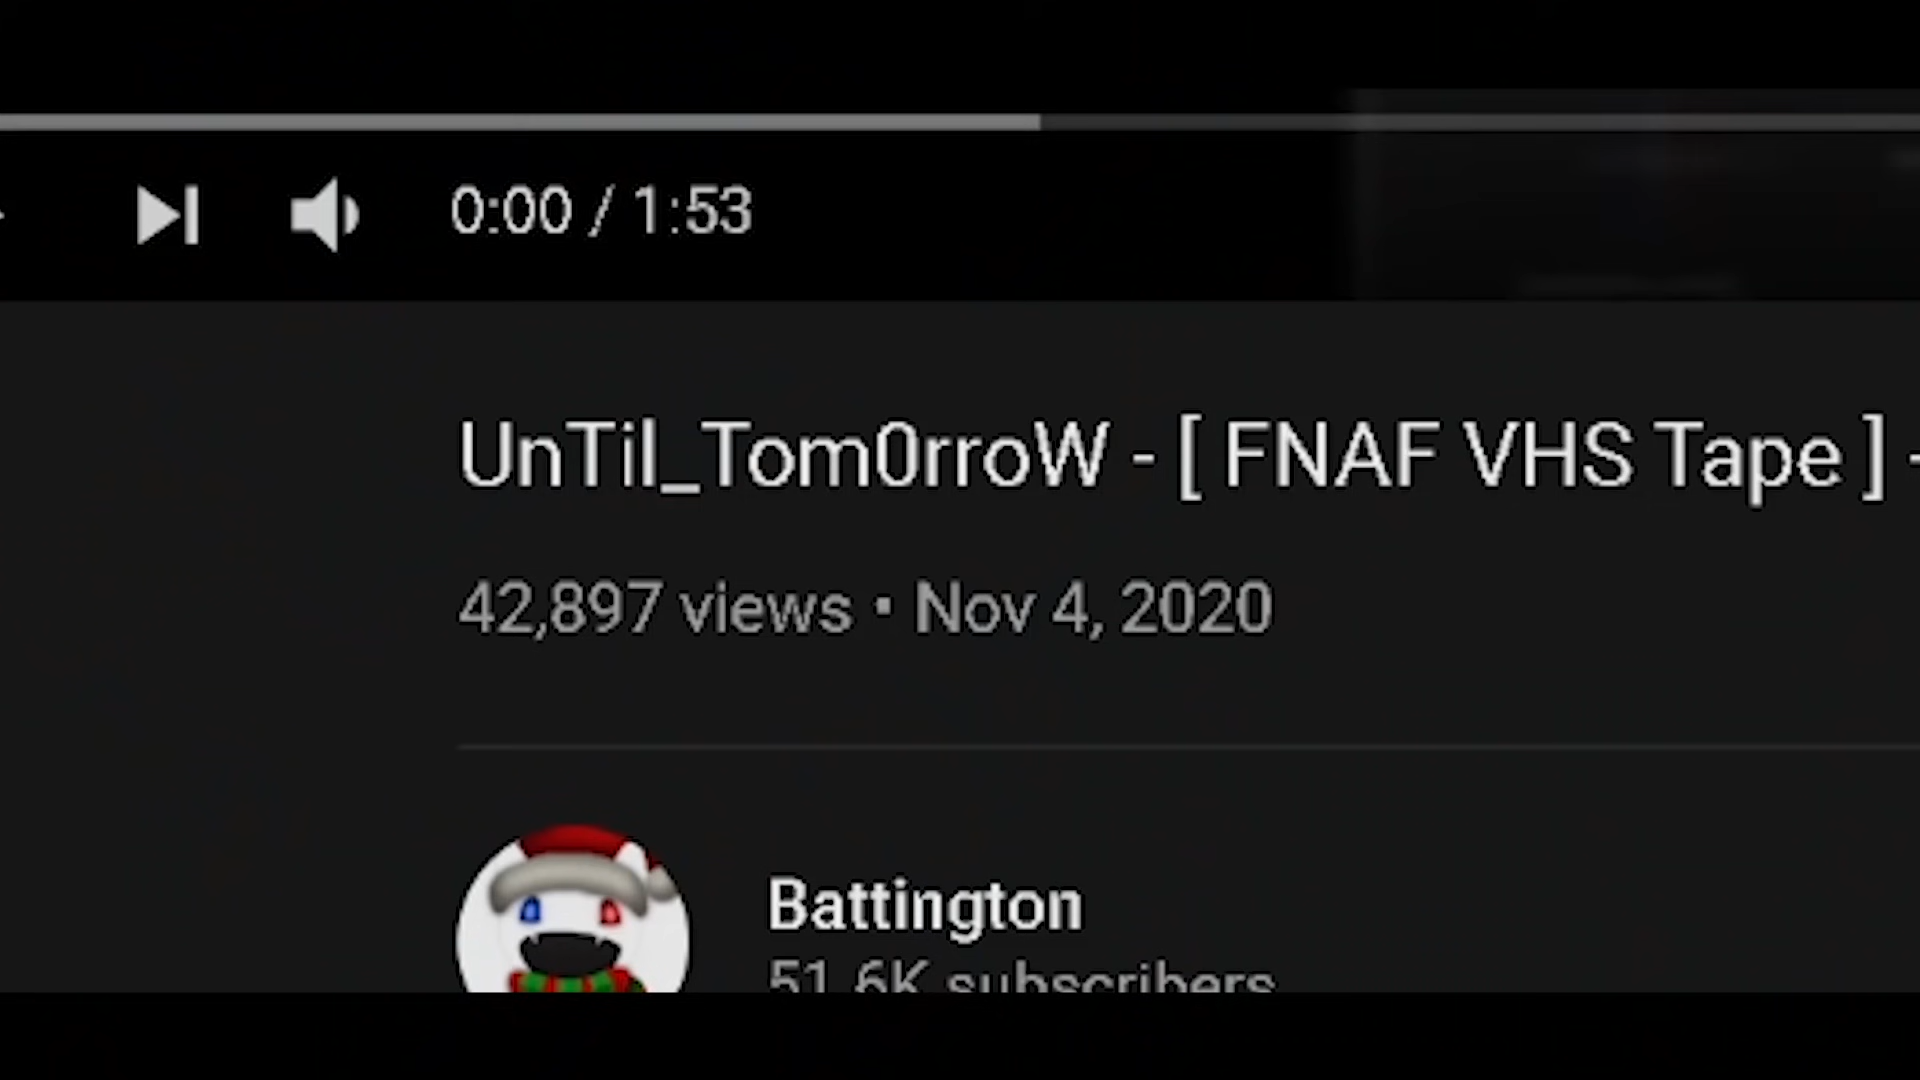 0:00 / 1:53
UnTil_Tom0rroW - [ FNAF VHS Tape ] -
42,897 views • Nov 4, 2020
Battington
51.6K subscribers